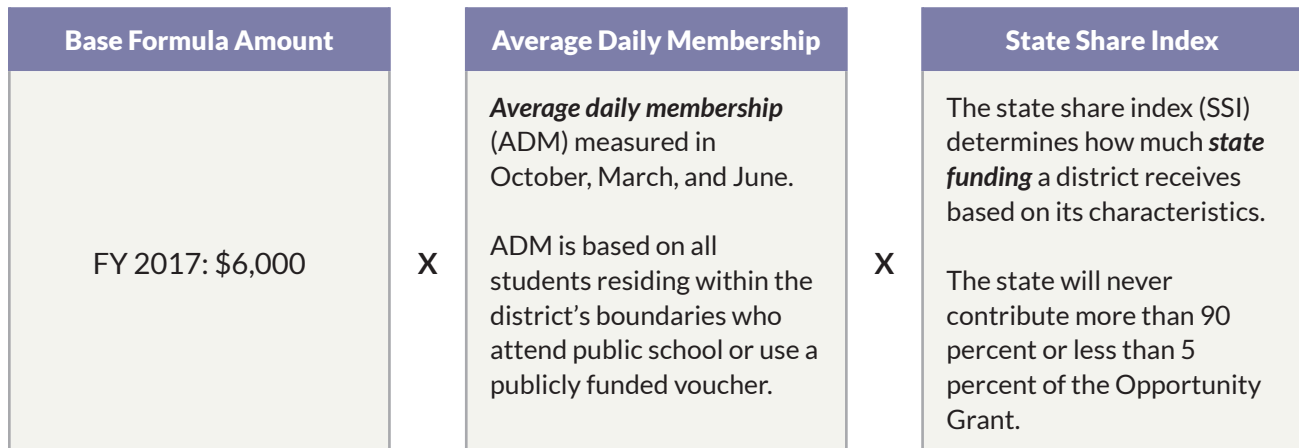 Base Formula Amount
FY 2017: $6,000
X
Average Daily Membership
Average daily membership
(ADM) measured in
October, March, and June.
ADM is based on all
students residing within the
district’s boundaries who
attend public school or use a
publicly funded voucher.
X
State Share Index
The state share index (SSI)
determines how much state
funding a district receives
based on its characteristics.
The state will never
contribute more than 90
percent or less than 5
percent of the Opportunity
Grant.